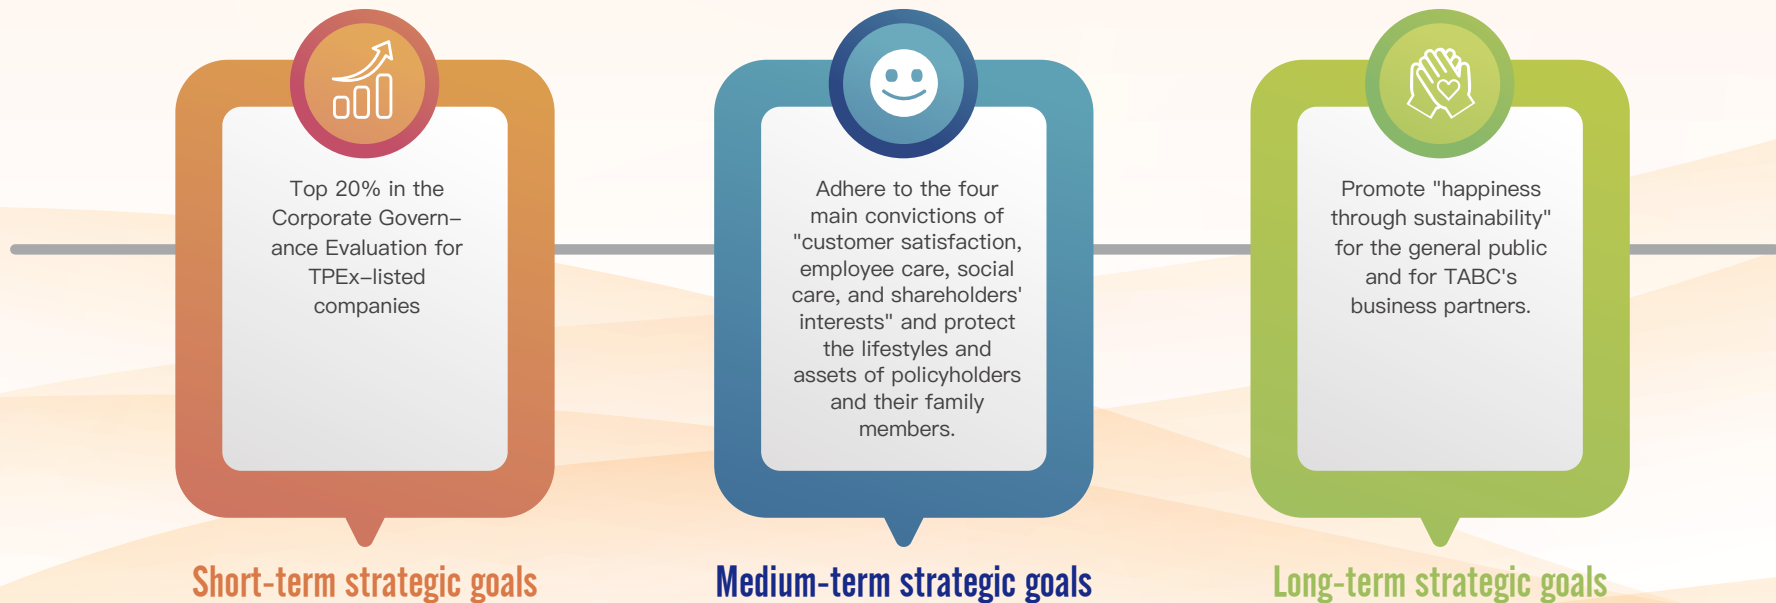 Top 20% in the
Corporate Govern–
ance Evaluation for
TPEx–listed
companies
Short-term strategic goals
Adhere to the four
main convictions of
"customer satisfaction,
employee care, social
care, and shareholders'
interests" and protect
the lifestyles and
assets of policyholders
and their family
members.
Medium-term strategic goals
Promote "happiness
through sustainability"
for the general public
and for TABC's
business partners.
Long-term strategic goals